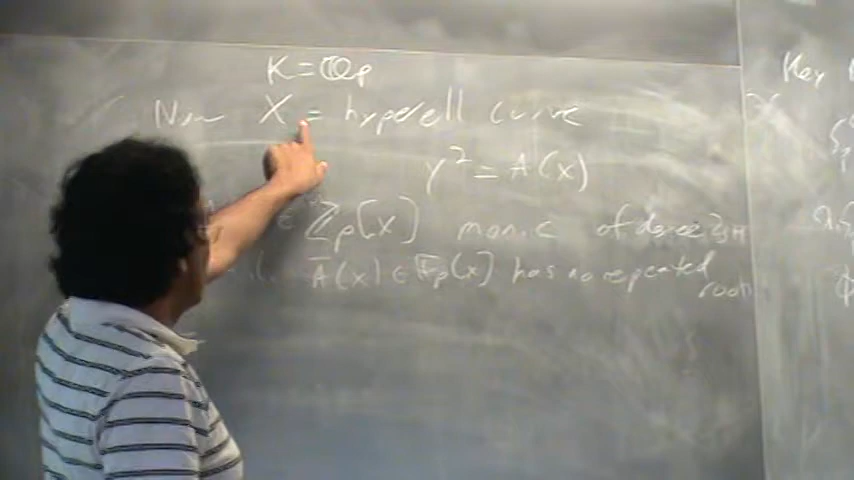 K = ℚp
Now X = hyperell curve
y² = A(x)
∈ ℤp[x] monic of degree 2g+1
Ā(x) ∈ 𝔽p(x] has no repeated
roots
Key